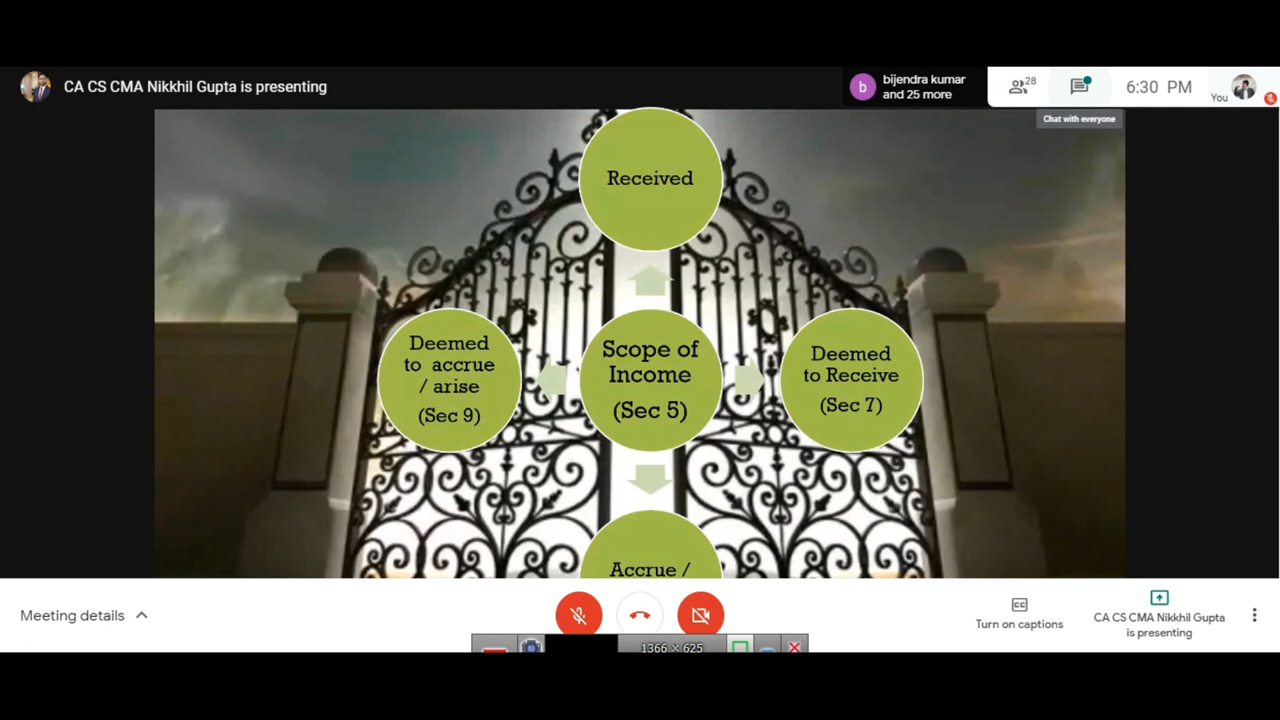 CA CS CMA Nikkhil Gupta is presenting
b
bijendra kumar
and 25 more
28
6:30 PM
You
Chat with everyone
Received
Deemed
to accrue
/ arise
(Sec 9)
Scope of
Income
(Sec 5)
Deemed
to Receive
(Sec 7)
Accrue /
Meeting details
CC
Turn on captions
CA CS CMA Nikkhil Gupta
is presenting
1366 × 625